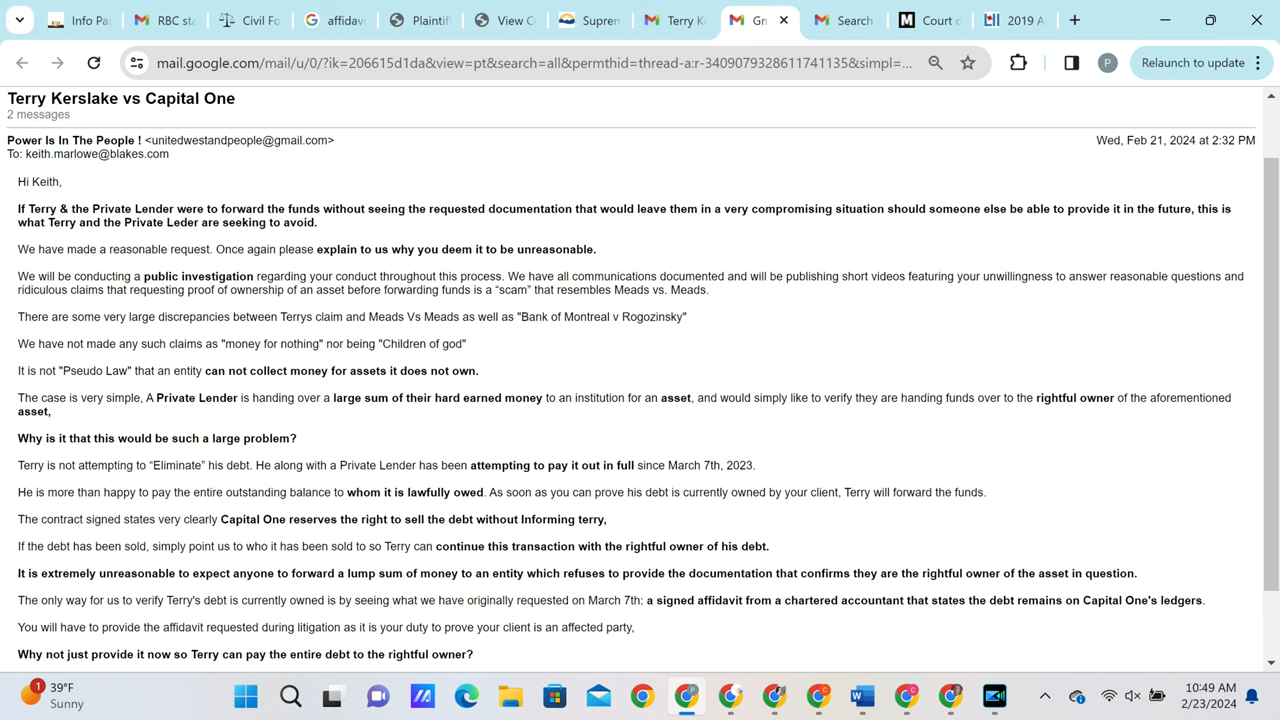 Info Pa
RBC sta
Civil Fo
affidavi
Plaintiff
View C
Suprem
Terry Ke
Gm
Search
Court c
2019 A
mail.google.com/mail/u/0/?ik=206615d1da&view=pt&search=all&permthid=thread-a:r-3409079328611741135&simpl=...
P
Relaunch to update
Terry Kerslake vs Capital One
2 messages
Power Is In The People ! <unitedwestandpeople@gmail.com>
Wed, Feb 21, 2024 at 2:32 PM
To: keith.marlowe@blakes.com
Hi Keith,
If Terry & the Private Lender were to forward the funds without seeing the requested documentation that would leave them in a very compromising situation should someone else be able to provide it in the future, this is
what Terry and the Private Leder are seeking to avoid.
We have made a reasonable request. Once again please explain to us why you deem it to be unreasonable.
We will be conducting a public investigation regarding your conduct throughout this process. We have all communications documented and will be publishing short videos featuring your unwillingness to answer reasonable questions and
ridiculous claims that requesting proof of ownership of an asset before forwarding funds is a “scam” that resembles Meads vs. Meads.
There are some very large discrepancies between Terrys claim and Meads Vs Meads as well as "Bank of Montreal v Rogozinsky"
We have not made any such claims as "money for nothing" nor being "Children of god"
It is not "Pseudo Law" that an entity can not collect money for assets it does not own.
The case is very simple, A Private Lender is handing over a large sum of their hard earned money to an institution for an asset, and would simply like to verify they are handing funds over to the rightful owner of the aforementioned
asset,
Why is it that this would be such a large problem?
Terry is not attempting to “Eliminate” his debt. He along with a Private Lender has been attempting to pay it out in full since March 7th, 2023.
He is more than happy to pay the entire outstanding balance to whom it is lawfully owed. As soon as you can prove his debt is currently owned by your client, Terry will forward the funds.
The contract signed states very clearly Capital One reserves the right to sell the debt without Informing terry,
If the debt has been sold, simply point us to who it has been sold to so Terry can continue this transaction with the rightful owner of his debt.
It is extremely unreasonable to expect anyone to forward a lump sum of money to an entity which refuses to provide the documentation that confirms they are the rightful owner of the asset in question.
The only way for us to verify Terry's debt is currently owned is by seeing what we have originally requested on March 7th: a signed affidavit from a chartered accountant that states the debt remains on Capital One's ledgers.
You will have to provide the affidavit requested during litigation as it is your duty to prove your client is an affected party,
Why not just provide it now so Terry can pay the entire debt to the rightful owner?
1
39°F
Sunny
10:49 AM
2/23/2024